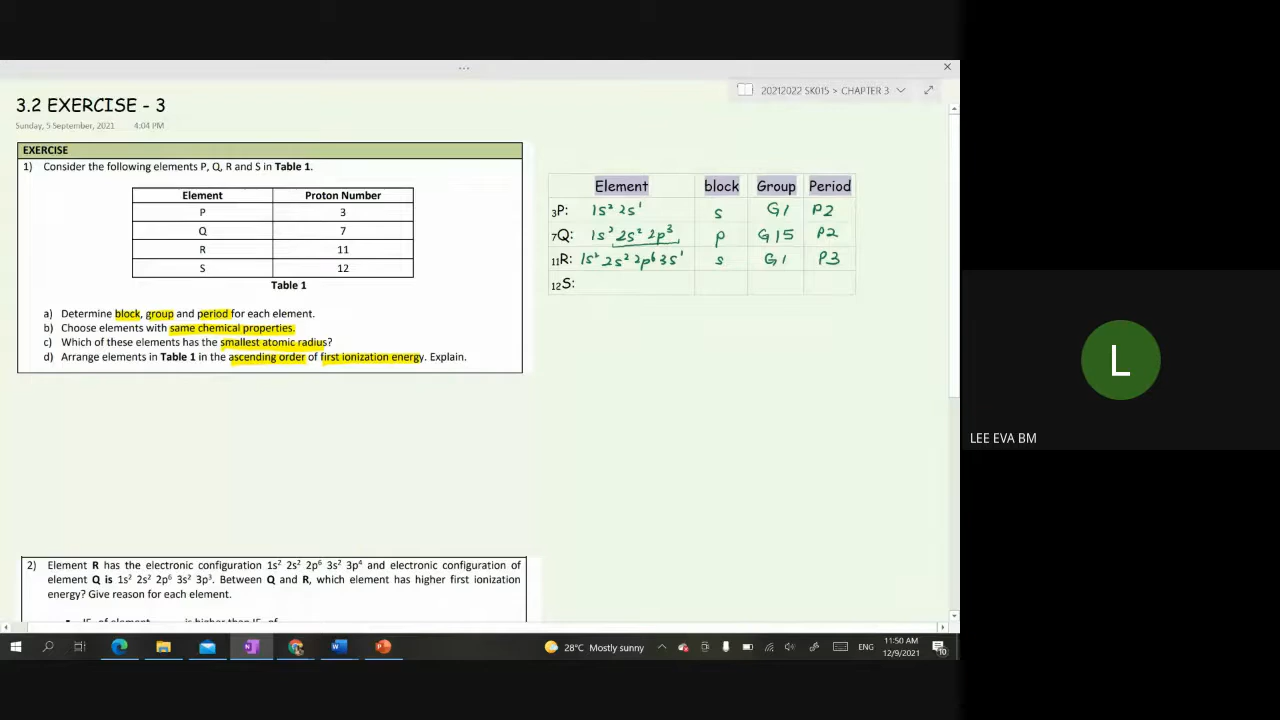 ...
20212022 SK015 > CHAPTER 3
3.2 EXERCISE - 3
Sunday, 5 September, 2021 4:04 PM
EXERCISE
1) Consider the following elements P, Q, R and S in Table 1.
Element Proton Number
P 3
Q 7
R 11
S 12
Table 1
a) Determine block, group and period for each element.
b) Choose elements with same chemical properties.
c) Which of these elements has the smallest atomic radius?
d) Arrange elements in Table 1 in the ascending order of first ionization energy. Explain.
Element block Group Period
₃P: 1s² 2s¹ s G1 P2
₇Q: 1s² 2s² 2p³ p G15 P2
₁₁R: 1s² 2s² 2p⁶ 3s¹ s G1 P3
₁₂S:
2) Element R has the electronic configuration 1s² 2s² 2p⁶ 3s² 3p⁴ and electronic configuration of
element Q is 1s² 2s² 2p⁶ 3s² 3p³. Between Q and R, which element has higher first ionization
energy? Give reason for each element.
L
LEE EVA BM
28°C Mostly sunny
ENG
11:50 AM
12/9/2021
10